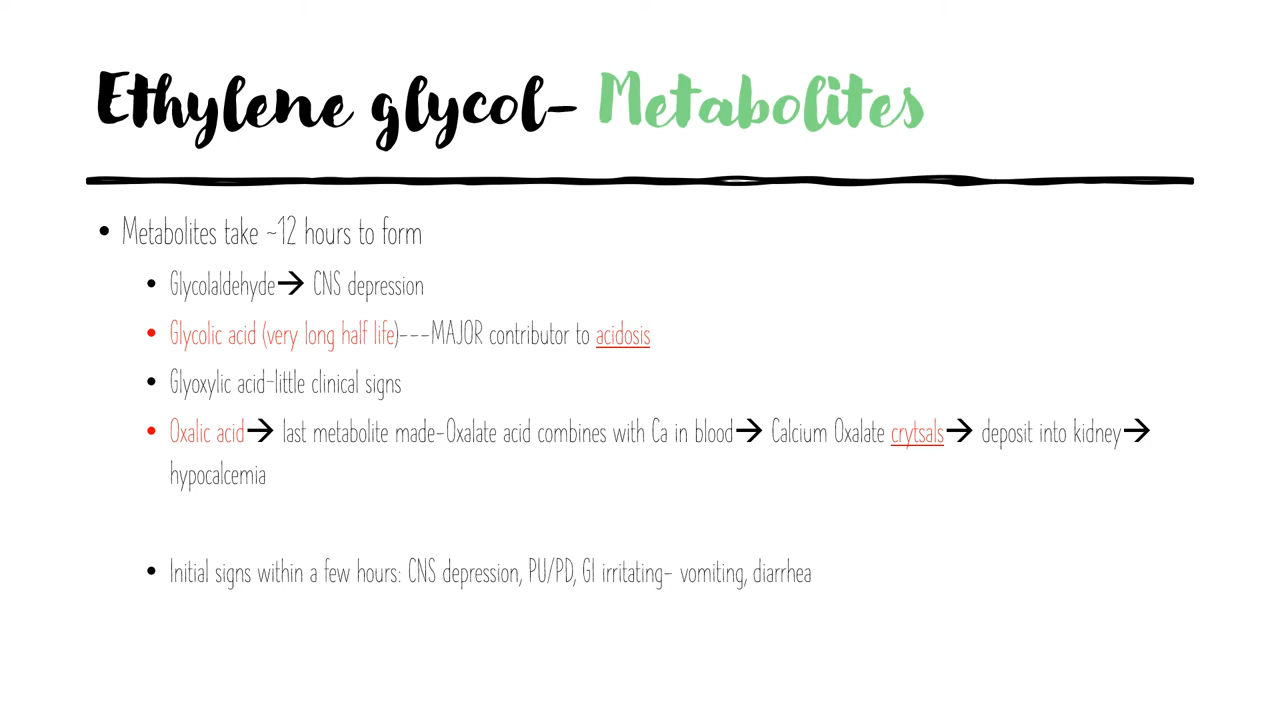 Ethylene glycol- Metabolites
• Metabolites take ~12 hours to form
• Glycolaldehyde→ CNS depression
• Glycolic acid (very long half life)---MAJOR contributor to acidosis
• Glyoxylic acid-little clinical signs
• Oxalic acid→ last metabolite made-Oxalate acid combines with Ca in blood→ Calcium Oxalate crytsals→ deposit into kidney→
hypocalcemia
• Initial signs within a few hours: CNS depression, PU/PD, GI irritating- vomiting, diarrhea